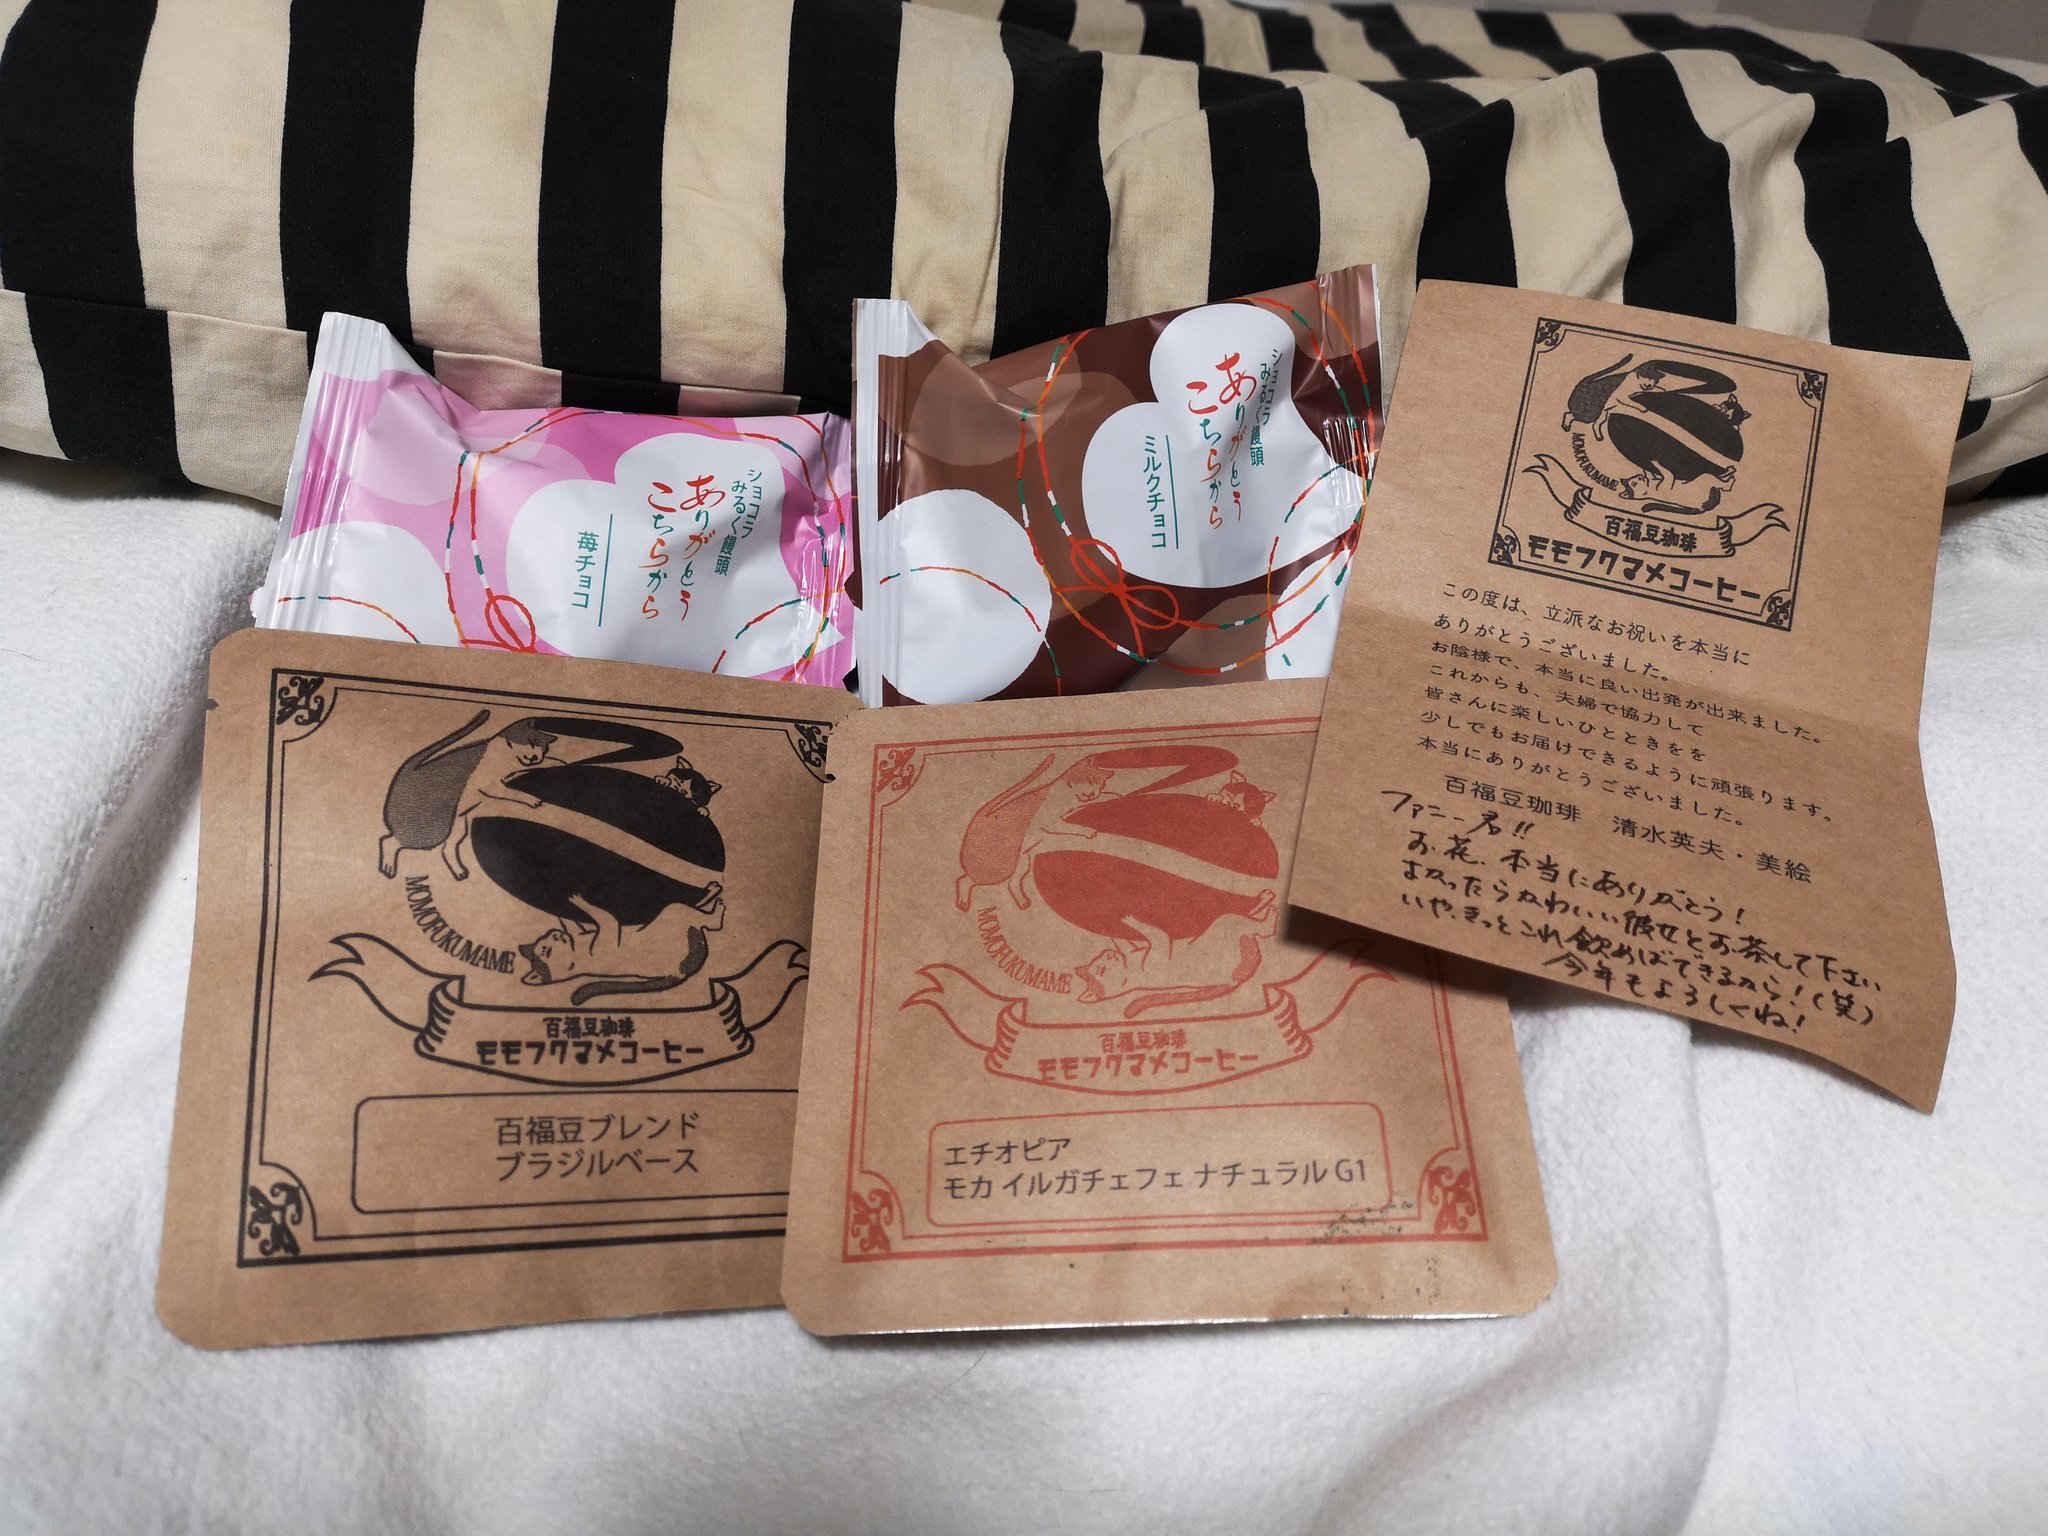 ショコラ
みるく饅頭
ありがとう
こちらから
苺チョコ
ショコラ
みるく饅頭
ありがとう
こちらから
ミルクチョコ
MOMOFUKUMAME
百福豆珈琲
モモフクマメコーヒー
この度は、立派なお祝いを本当に
ありがとうございました。
お陰様で、本当に良い出発が出来ました。
これからも、夫婦で協力して
皆さんに楽しいひとときをを
少しでもお届けできるように頑張ります。
本当にありがとうございました。
百福豆珈琲 清水英夫・美絵
ファニー君!!
お花、本当にありがとう!
よかったらかわいい彼女とお茶して下さい
いや、きっとこれ飲めばできるから!(笑)
今年もよろしくね!
MOMOFUKUMAME
百福豆珈琲
モモフクマメコーヒー
百福豆ブレンド
ブラジルベース
MOMOFUKUMAME
百福豆珈琲
モモフクマメコーヒー
エチオピア
モカ イルガチェフェ ナチュラル G1